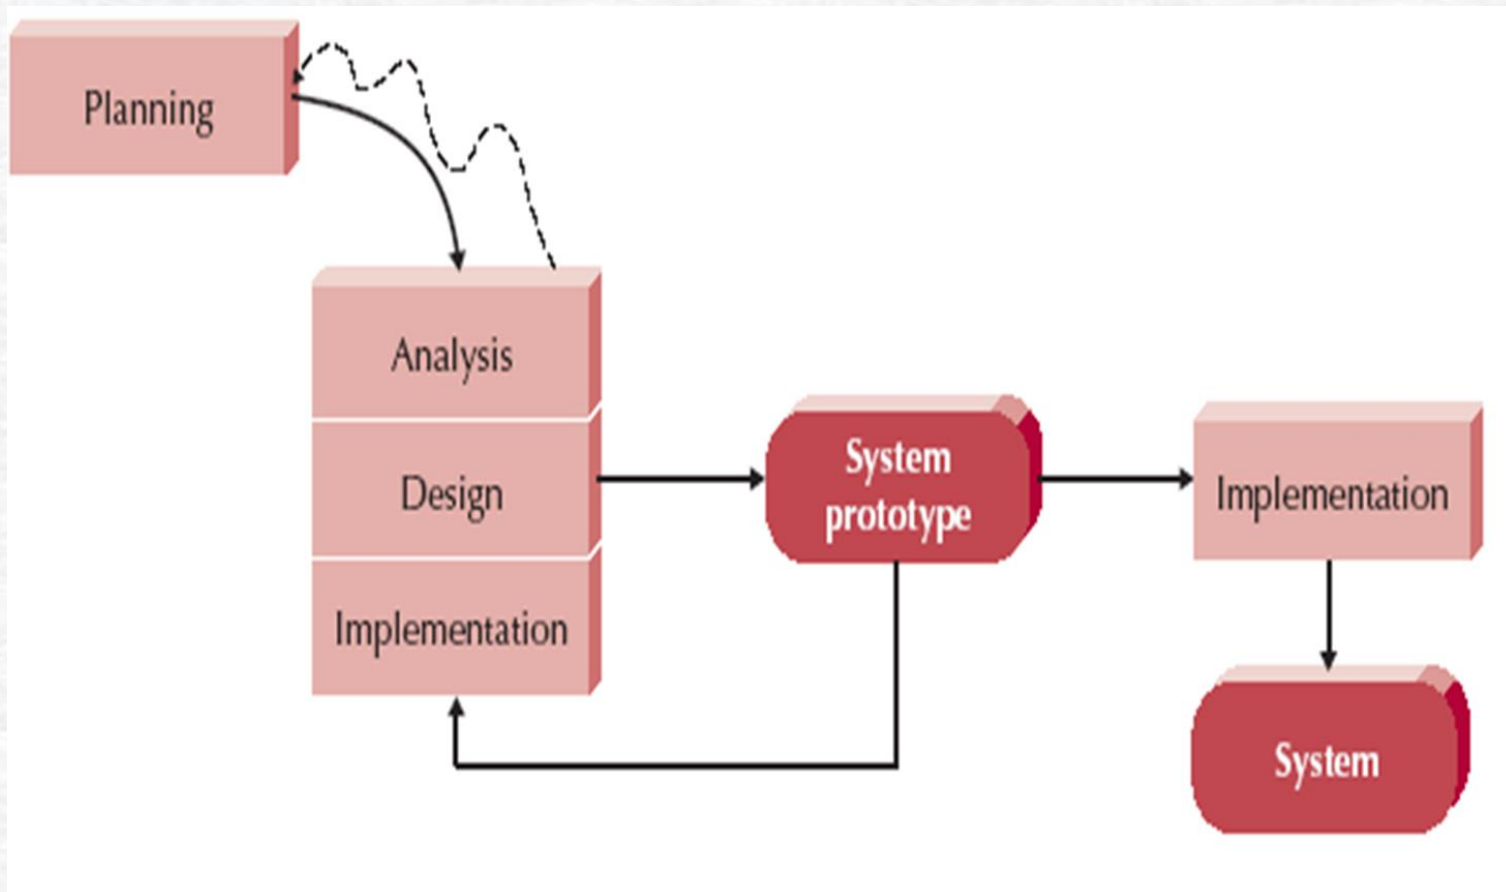 Planning
Analysis
Design
Implementation
System
prototype
Implementation
System